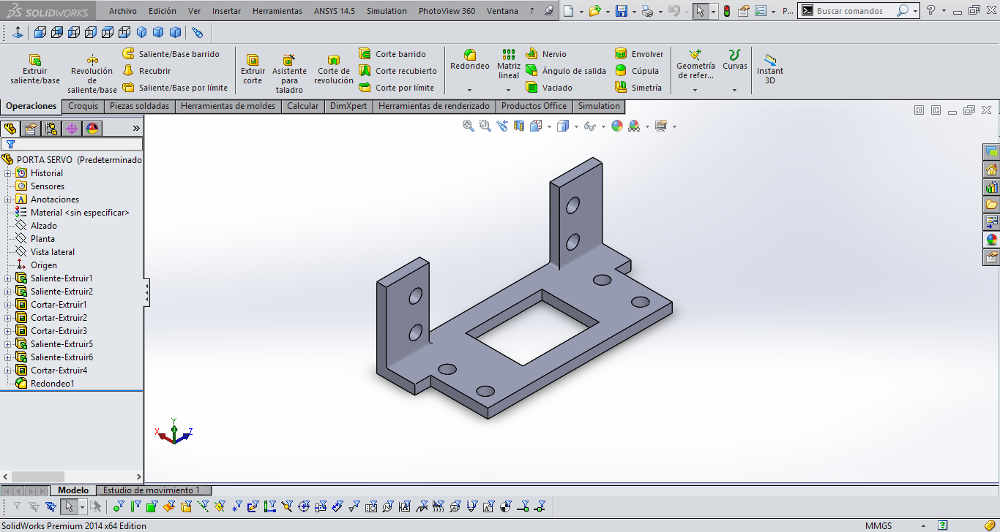 SOLIDWORKS Archivo Edición Ver Insertar Herramientas ANSYS 14.5 Simulation PhotoView 360 Ventana ? P... Buscar comandos ?
Extruir saliente/base
Revolución de saliente/base
Saliente/Base barrido
Recubrir
Saliente/Base por límite
Extruir corte
Asistente para taladro
Corte de revolución
Corte barrido
Corte recubierto
Corte por límite
Redondeo
Matriz lineal
Nervio
Ángulo de salida
Vaciado
Envolver
Cúpula
Simetría
Geometría de refer...
Curvas
Instant 3D
Operaciones Croquis Piezas soldadas Herramientas de moldes Calcular DimXpert Herramientas de renderizado Productos Office Simulation
PORTA SERVO (Predeterminado
Historial
Sensores
A Anotaciones
Material <sin especificar>
Alzado
Planta
Vista lateral
Origen
Saliente-Extruir1
Saliente-Extruir2
Cortar-Extruir1
Cortar-Extruir2
Cortar-Extruir3
Saliente-Extruir5
Saliente-Extruir6
Cortar-Extruir4
Redondeo1
Y
X Z
Modelo Estudio de movimiento 1
SolidWorks Premium 2014 x64 Edition MMGS ?